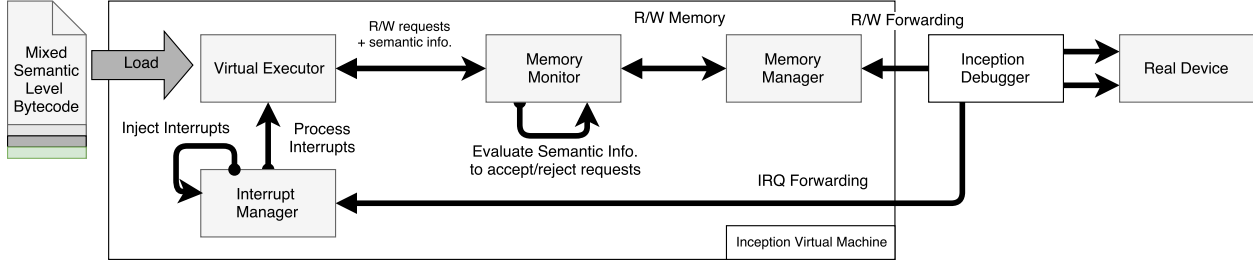 Mixed
Semantic
Level
Bytecode
Load
Virtual Executor
R/W requests
+ semantic info.
Memory
Monitor
R/W Memory
Memory
Manager
R/W Forwarding
Inception
Debugger
Real Device
Inject Interrupts
Process
Interrupts
Evaluate Semantic Info.
to accept/reject requests
Interrupt
Manager
IRQ Forwarding
Inception Virtual Machine